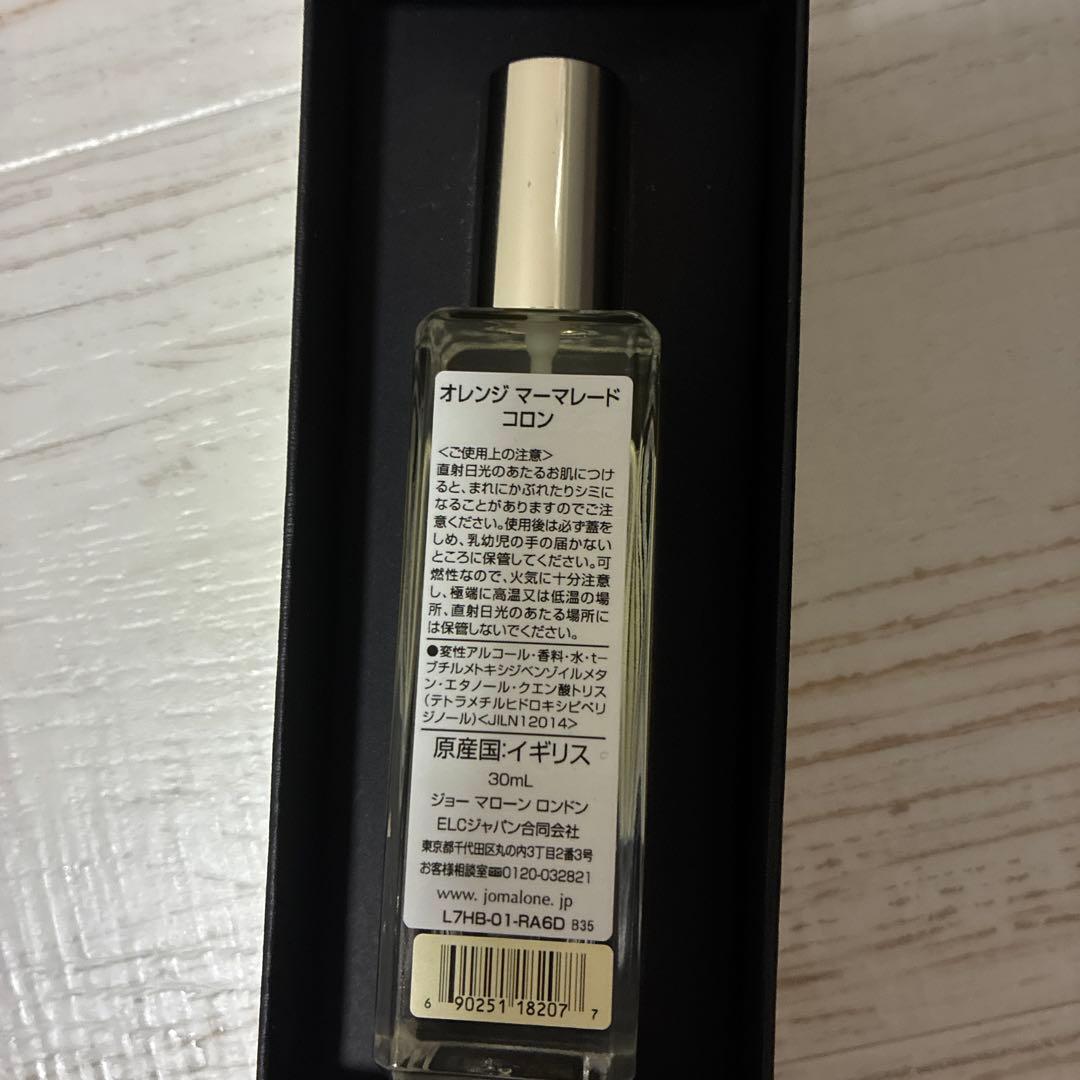 オレンジ マーマレード
コロン
<ご使用上の注意>
直射日光のあたるお肌につけ
ると、まれにかぶれたりシミに
なることがありますのでご注
意ください。使用後は必ず蓋を
しめ、乳幼児の手の届かない
ところに保管してください。可
燃性なので、火気に十分注意
し、極端に高温又は低温の場
所、直射日光のあたる場所に
は保管しないでください。
●変性アルコール・香料・水・t－
ブチルメトキシジベンゾイルメタ
ン・エタノール・クエン酸トリス
(テトラメチルヒドロキシピペリ
ジノール)<JILN12014>
原産国:イギリス
30mL
ジョー マローン ロンドン
ELCジャパン合同会社
東京都千代田区丸の内3丁目2番3号
お客様相談室0120-032821
www. jomalone. jp
L7HB-01-RA6D B35
6 90251 18207 7